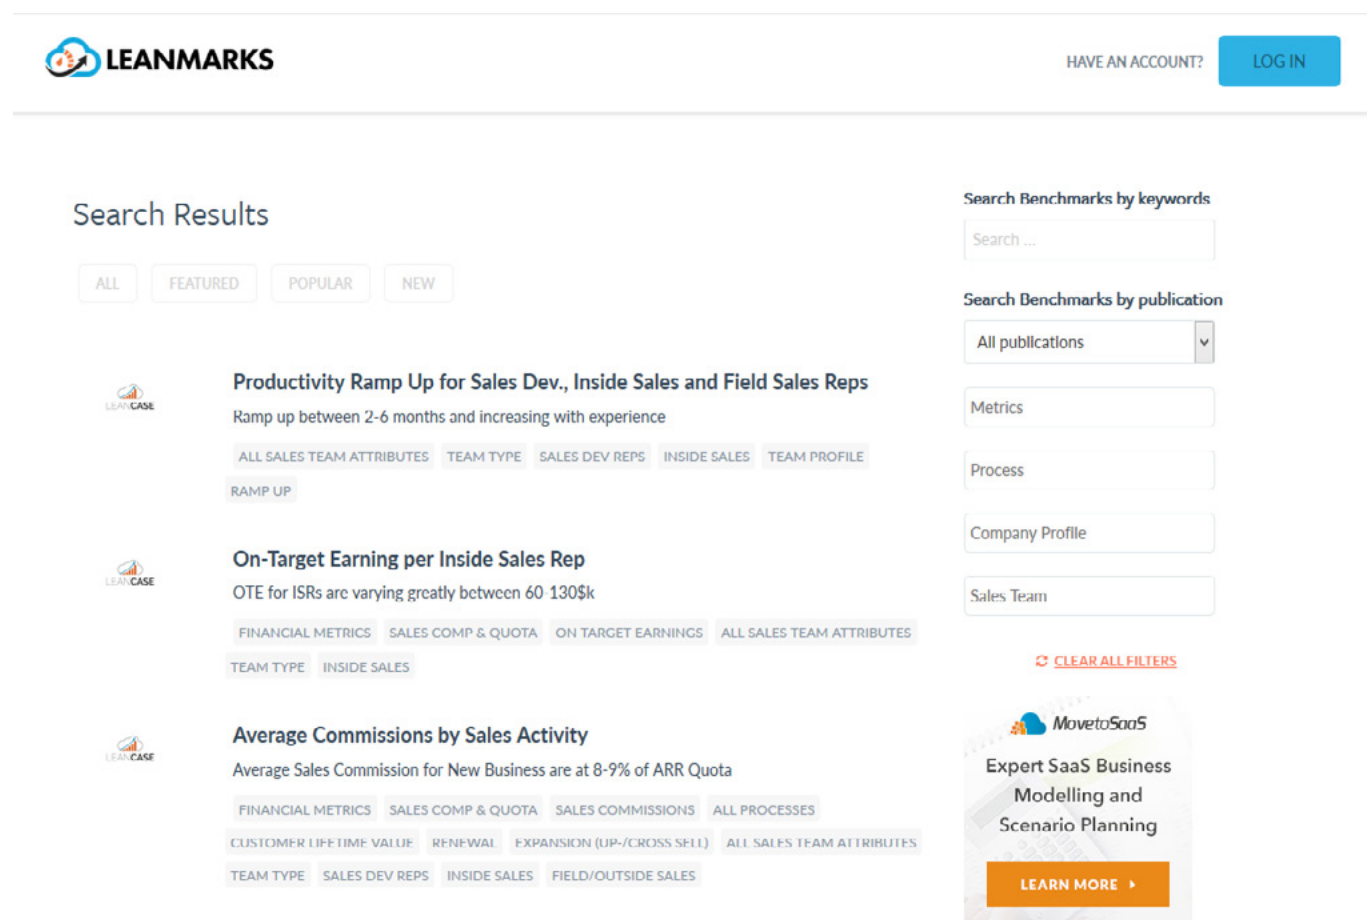 LEANMARKS
HAVE AN ACCOUNT?
LOG IN
Search Results
ALL
FEATURED
POPULAR
NEW
LEANCASE
Productivity Ramp Up for Sales Dev., Inside Sales and Field Sales Reps
Ramp up between 2-6 months and increasing with experience
ALL SALES TEAM ATTRIBUTES TEAM TYPE SALES DEV REPS INSIDE SALES TEAM PROFILE
RAMP UP
LEANCASE
On-Target Earning per Inside Sales Rep
OTE for ISRs are varying greatly between 60-130$k
FINANCIAL METRICS SALES COMP & QUOTA ON TARGET EARNINGS ALL SALES TEAM ATTRIBUTES
TEAM TYPE INSIDE SALES
LEANCASE
Average Commissions by Sales Activity
Average Sales Commission for New Business are at 8-9% of ARR Quota
FINANCIAL METRICS SALES COMP & QUOTA SALES COMMISSIONS ALL PROCESSES
CUSTOMER LIFETIME VALUE RENEWAL EXPANSION (UP-/CROSS SELL) ALL SALES TEAM ATTRIBUTES
TEAM TYPE SALES DEV REPS INSIDE SALES FIELD/OUTSIDE SALES
Search Benchmarks by keywords
Search ...
Search Benchmarks by publication
All publications
Metrics
Process
Company Profile
Sales Team
CLEAR ALL FILTERS
MovetoSaaS
Expert SaaS Business
Modelling and
Scenario Planning
LEARN MORE